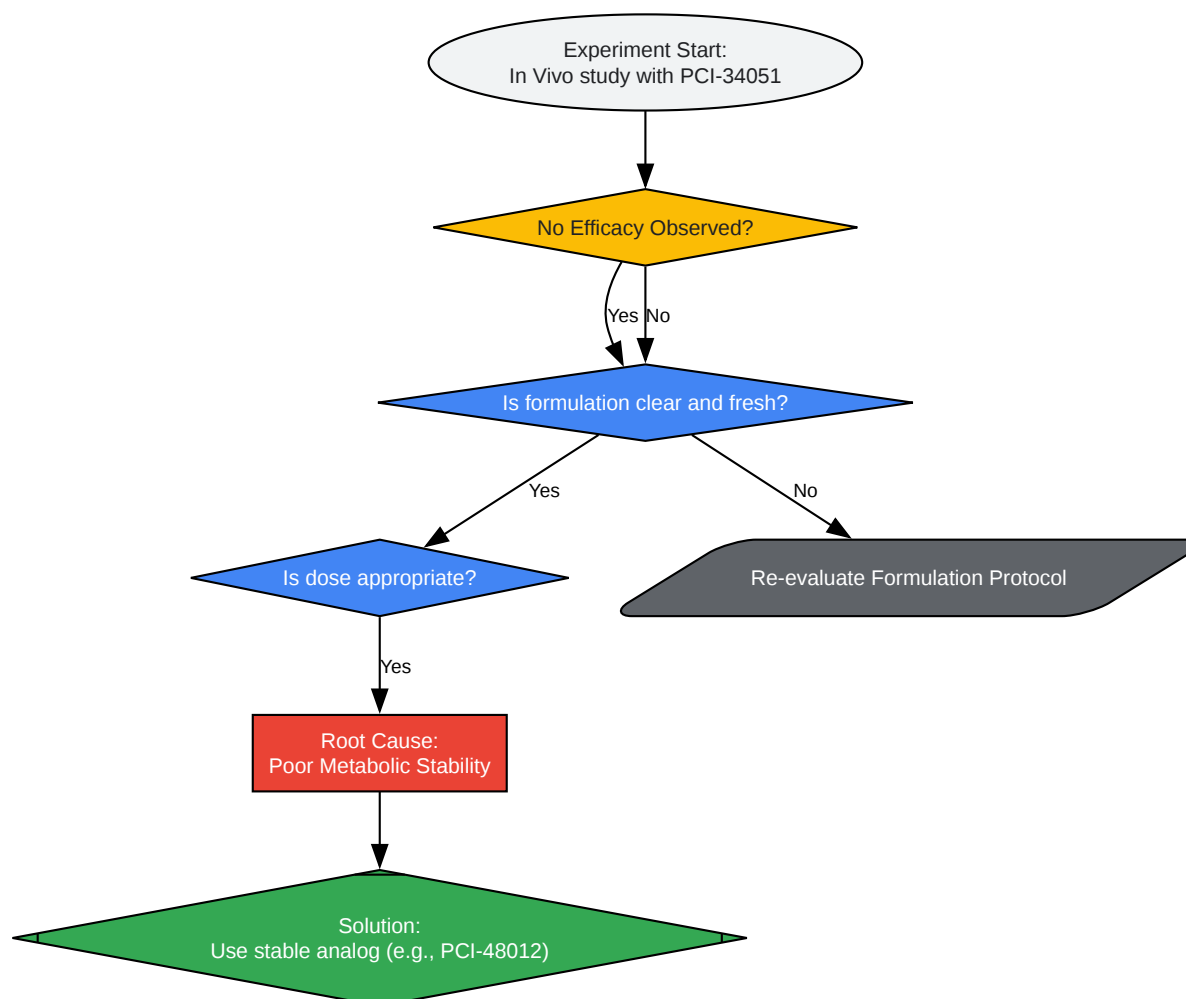 Experiment Start:
In Vivo study with PCI-34051
No Efficacy Observed?
Yes
No
Is formulation clear and fresh?
Yes
No
Is dose appropriate?
Re-evaluate Formulation Protocol
Yes
Root Cause:
Poor Metabolic Stability
Solution:
Use stable analog (e.g., PCI-48012)